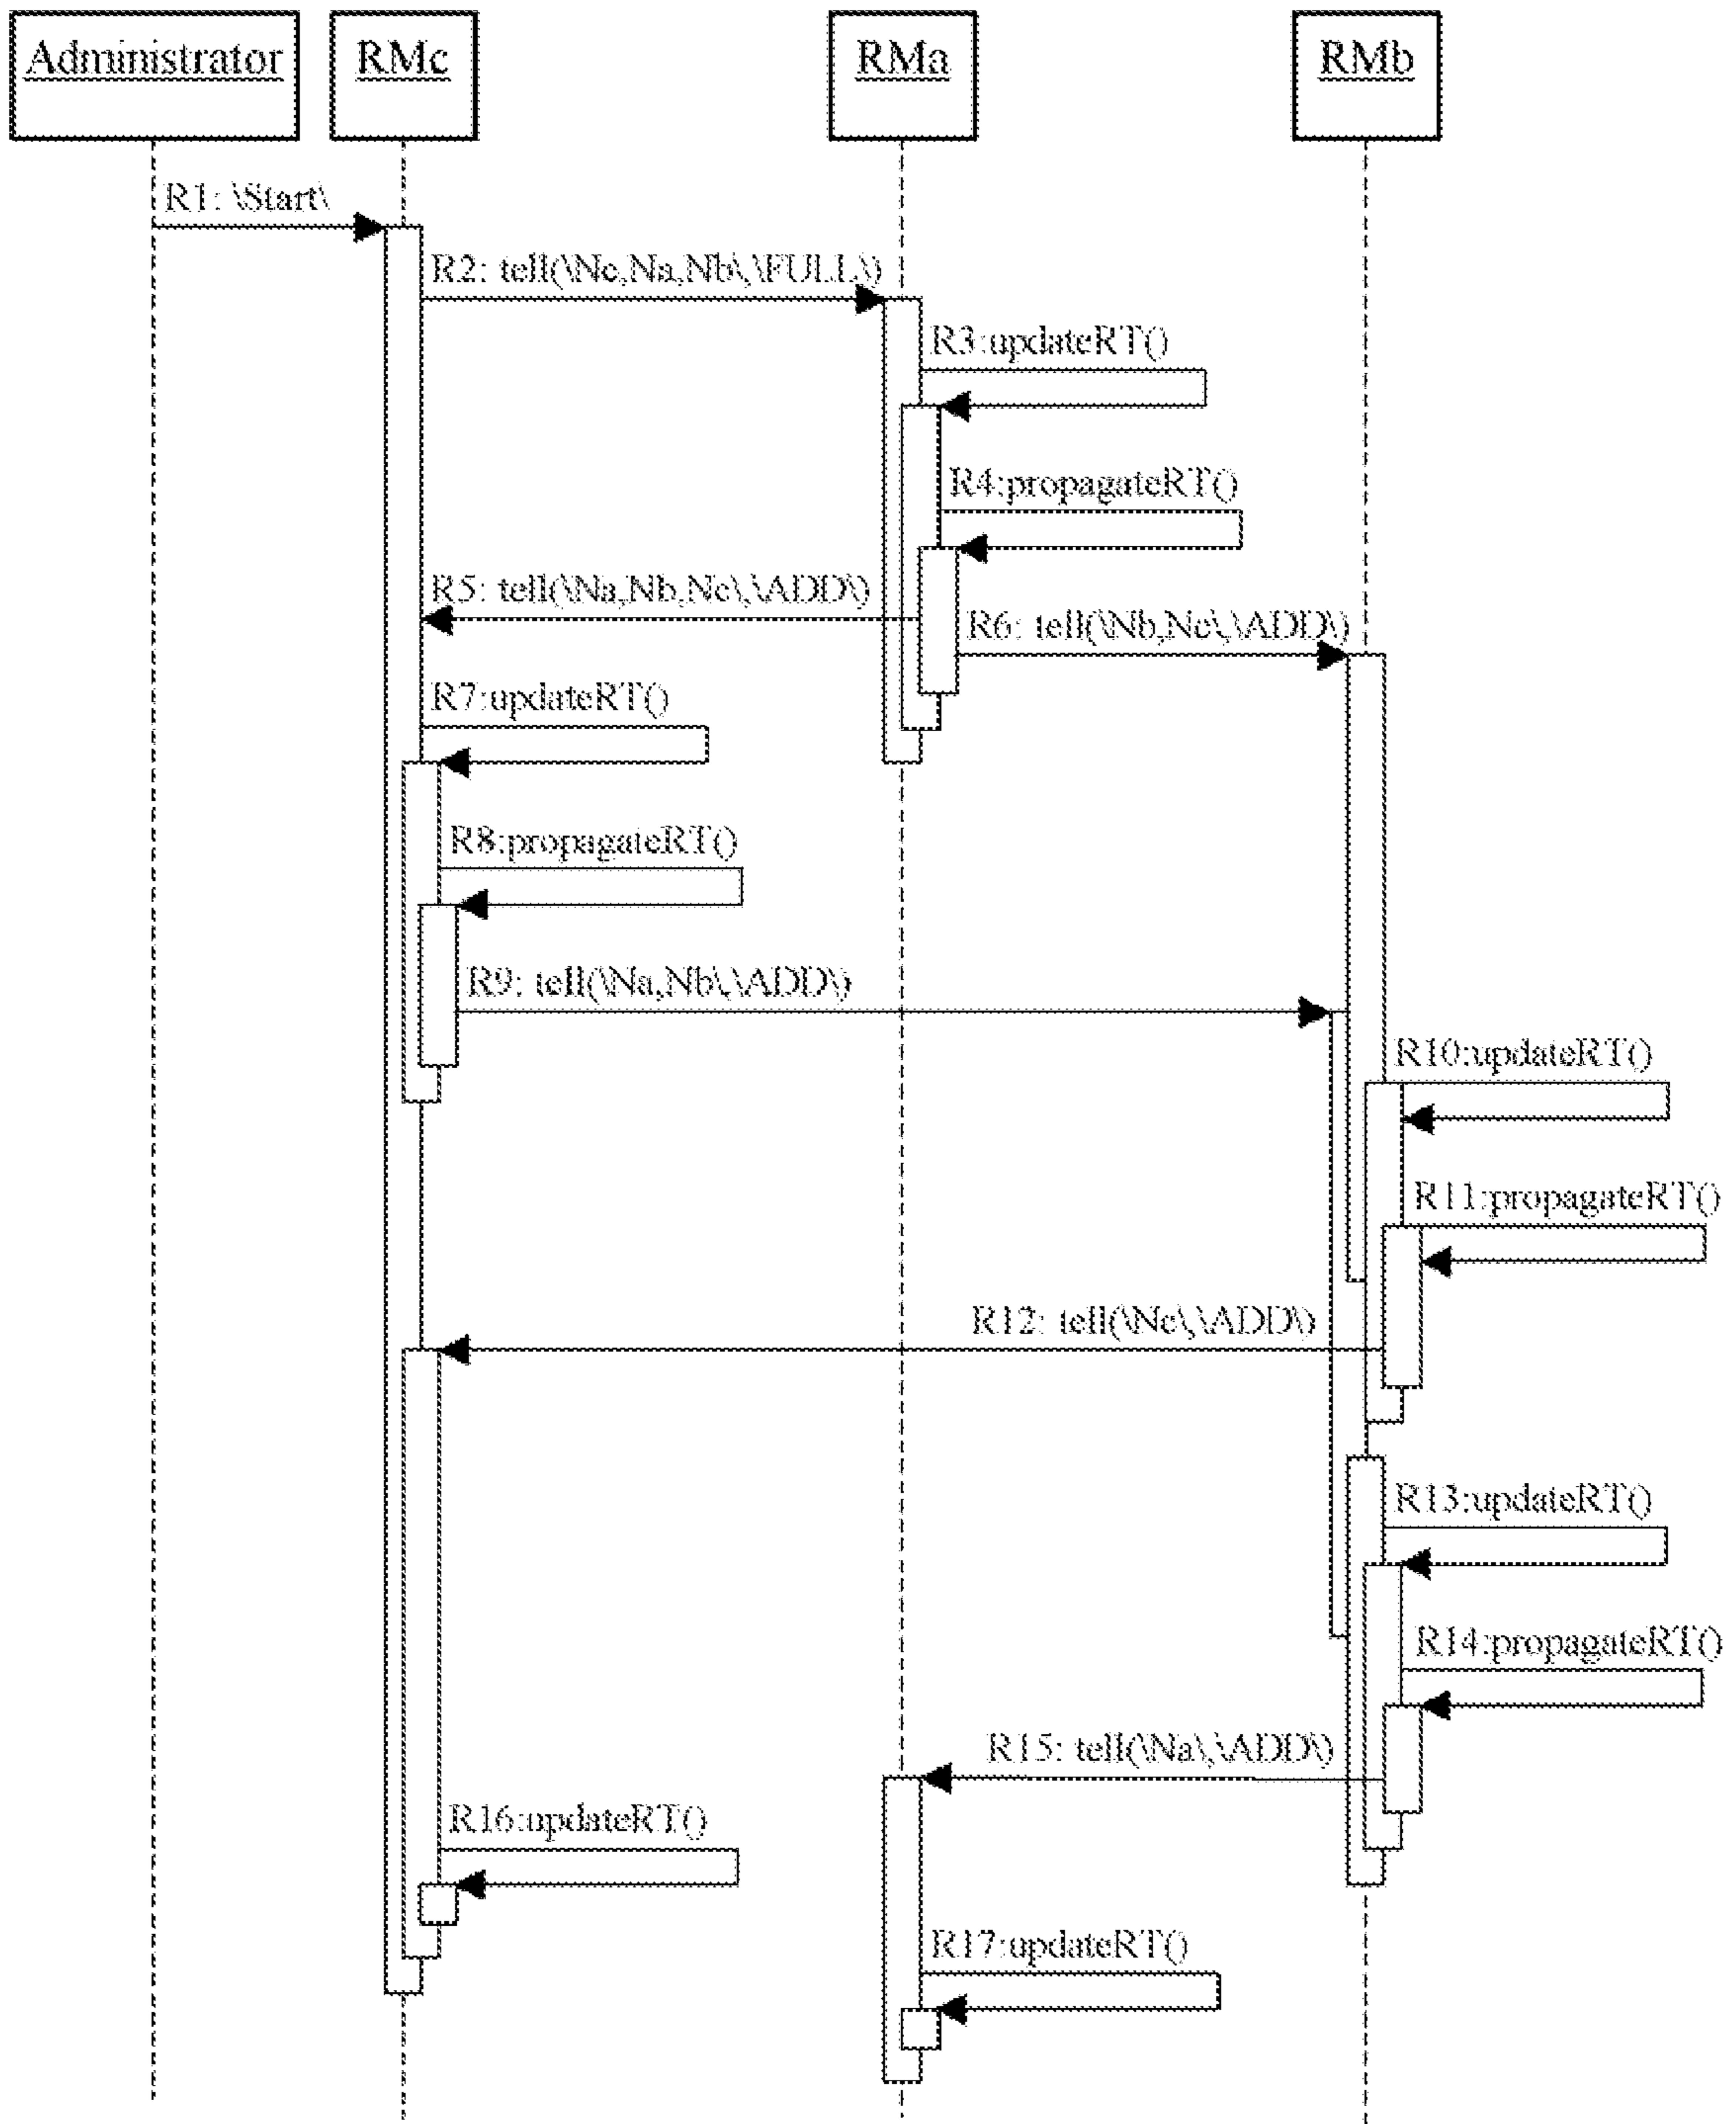 Administrator
RMc
RMa
RMb
R1: \Start\
R2: tell(\Nc,Na,Nb\,\FULL\)
R3:updateRT()
R4:propagateRT()
R5: tell(\Na,Nb,Nc\,\ADD\)
R6: tell(\Nb,Nc\,\ADD\)
R7:updateRT()
R8:propagateRT()
R9: tell(\Na,Nb\,\ADD\)
R10:updateRT()
R11:propagateRT()
R12: tell(\Nc\,\ADD\)
R13:updateRT()
R14:propagateRT()
R15: tell(\Na\,\ADD\)
R16:updateRT()
R17:updateRT()